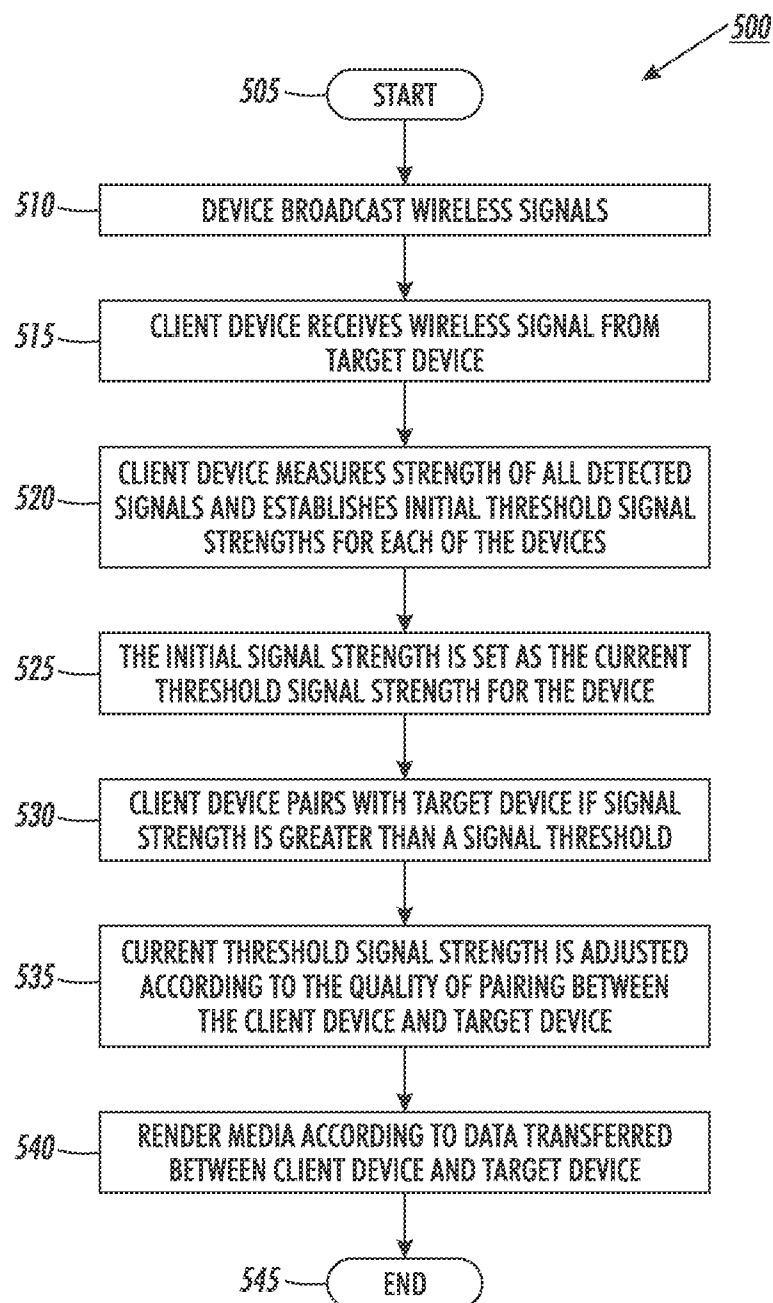 500
505
START
510
DEVICE BROADCAST WIRELESS SIGNALS
515
CLIENT DEVICE RECEIVES WIRELESS SIGNAL FROM
TARGET DEVICE
520
CLIENT DEVICE MEASURES STRENGTH OF ALL DETECTED
SIGNALS AND ESTABLISHES INITIAL THRESHOLD SIGNAL
STRENGTHS FOR EACH OF THE DEVICES
525
THE INITIAL SIGNAL STRENGTH IS SET AS THE CURRENT
THRESHOLD SIGNAL STRENGTH FOR THE DEVICE
530
CLIENT DEVICE PAIRS WITH TARGET DEVICE IF SIGNAL
STRENGTH IS GREATER THAN A SIGNAL THRESHOLD
535
CURRENT THRESHOLD SIGNAL STRENGTH IS ADJUSTED
ACCORDING TO THE QUALITY OF PAIRING BETWEEN
THE CLIENT DEVICE AND TARGET DEVICE
540
RENDER MEDIA ACCORDING TO DATA TRANSFERRED
BETWEEN CLIENT DEVICE AND TARGET DEVICE
545
END